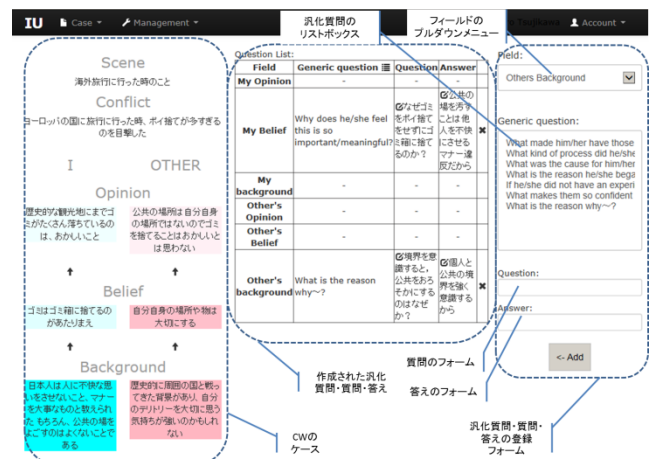 IU Case Management Account
汎化質問の
リストボックス
フィールドの
プルダウンメニュー
Scene
海外旅行に行った時のこと
Conflict
ヨーロッパの国に旅行に行った時、ポイ捨てが多すぎる
のを目撃した
I OTHER
Opinion
歴史的な観光地にまでゴ
ミがたくさん落ちているの
は、おかしいこと
公共の場所は自分自身
の場所ではないのでゴミ
を捨てることはおかしいと
は思わない
Belief
ゴミはゴミ箱に捨てるの
があたりまえ
自分自身の場所や物は
大切にする
Background
日本人は人に不快な思
いをさせないこと、マナー
を大事なものと教えられ
た もちろん、公共の場を
よごすのはよくないことで
ある
歴史的に周囲の国と戦っ
てきた背景があり、自分
のテリトリーを大切に思う
気持ちが強いのかもしれ
ない
Question List:
Field Generic question Question Answer
My Opinion - - -
My Belief
Why does he/she feel
this is so
important/meaningful?
なぜゴミ
をポイ捨て
をせずにゴ
ミ箱に捨て
るのか？
公共の
場を汚す
ことは他
人を不快
にさせる
マナー違
反だから
My
background
- - -
Other's
Opinion
- - -
Other's
Belief
- - -
Other's
background
What is the reason
why～?
境界を意
識すると，
公共をおろ
そかにする
のはなぜ
か？
個人と
公共の境
界を強く
意識する
から
Field:
Others Background
Generic question:
What made him/her have those
What kind of process did he/she
What was the cause for him/her
What is the reason he/she bega
If he/she did not have an experi
What makes them so confident
What is the reason why～?
Question:
Answer:
<- Add
作成された汎化
質問・質問・答え
質問のフォーム
答えのフォーム
CWの
ケース
汎化質問・質問・
答えの登録
フォーム